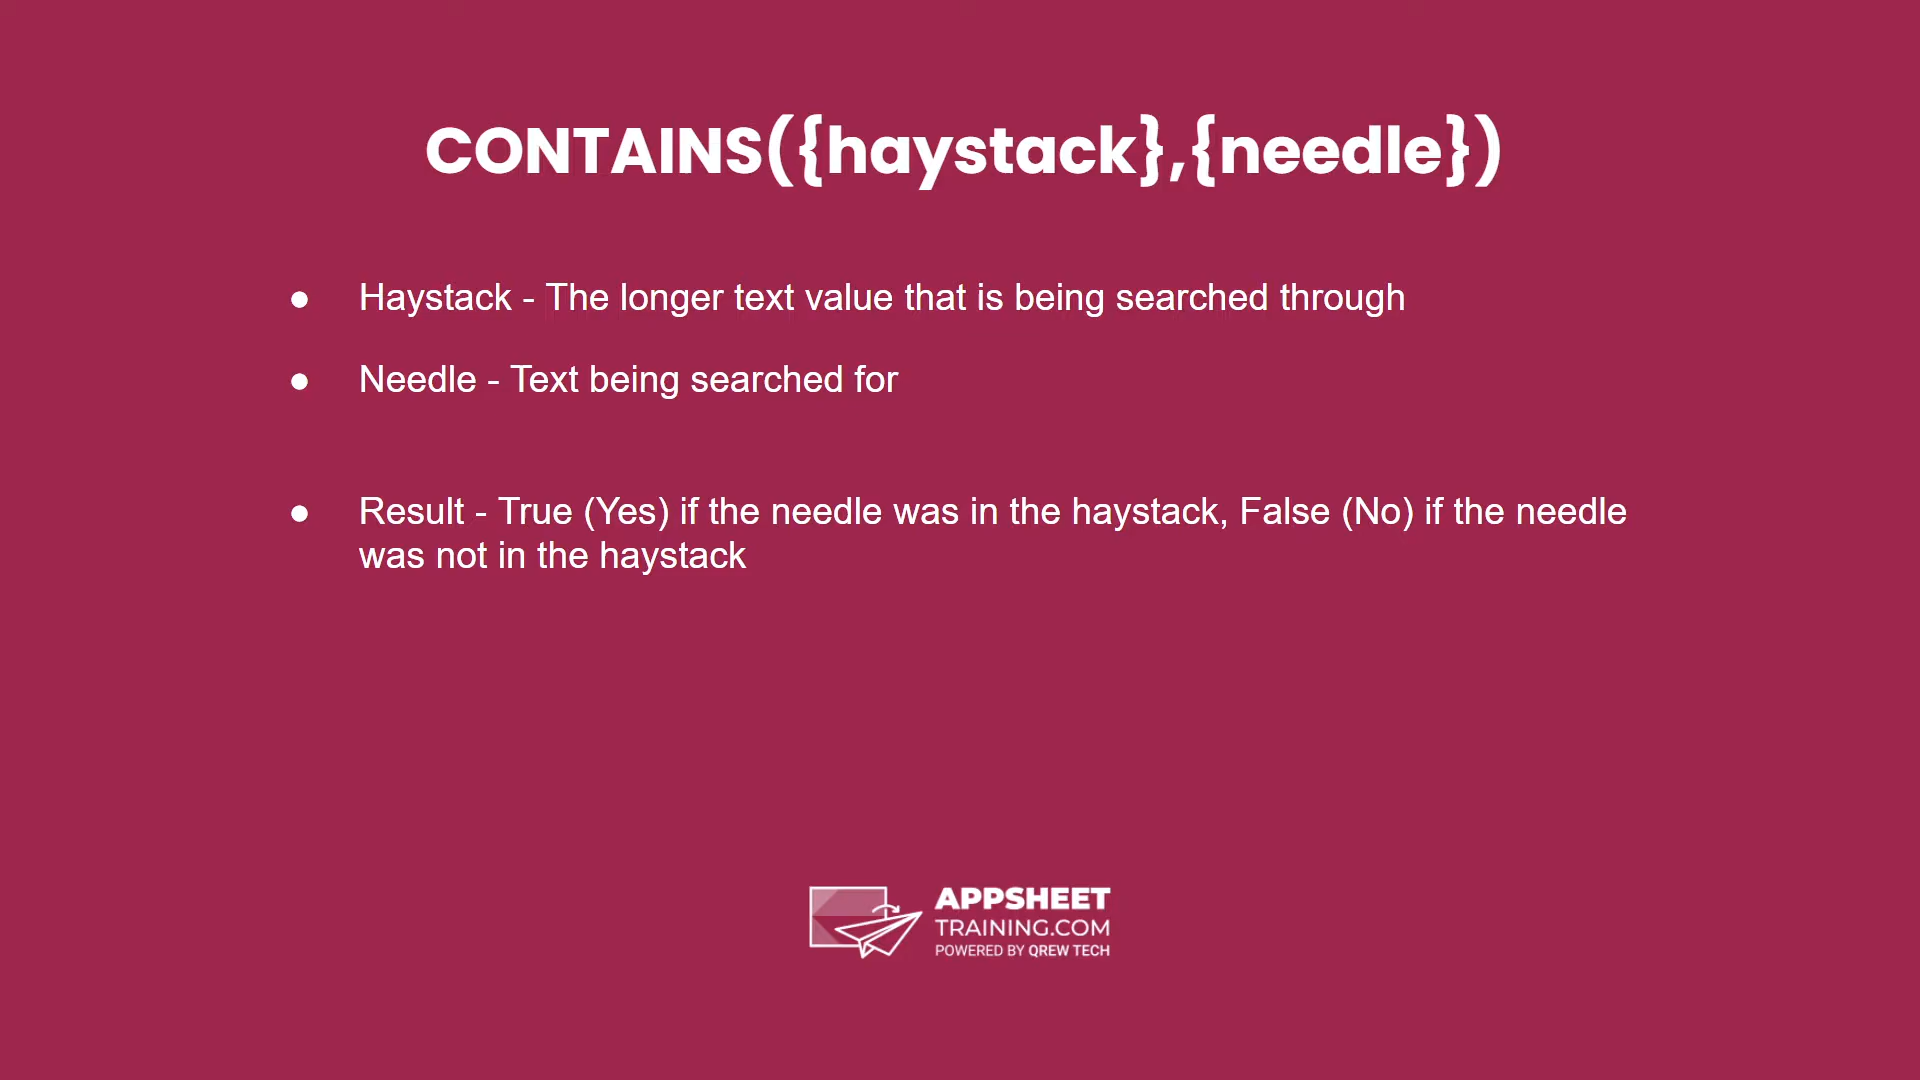 CONTAINS({haystack},{needle})
● Haystack - The longer text value that is being searched through
● Needle - Text being searched for
● Result - True (Yes) if the needle was in the haystack, False (No) if the needle
was not in the haystack
APPSHEET
TRAINING.COM
POWERED BY QREW TECH